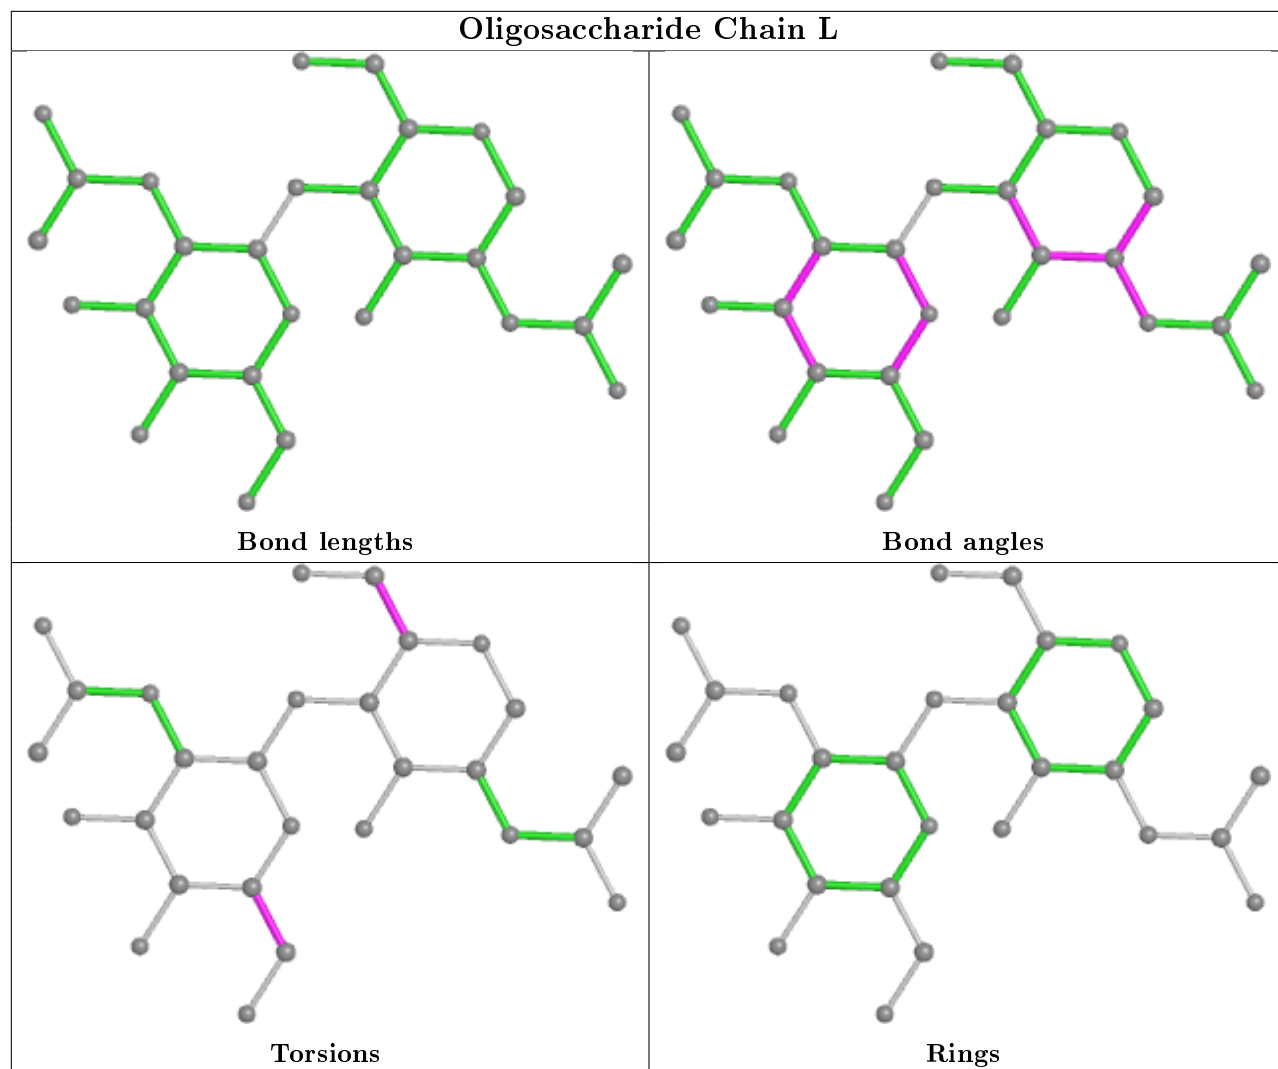 Oligosaccharide Chain L
Bond lengths
Bond angles
Torsions
Rings